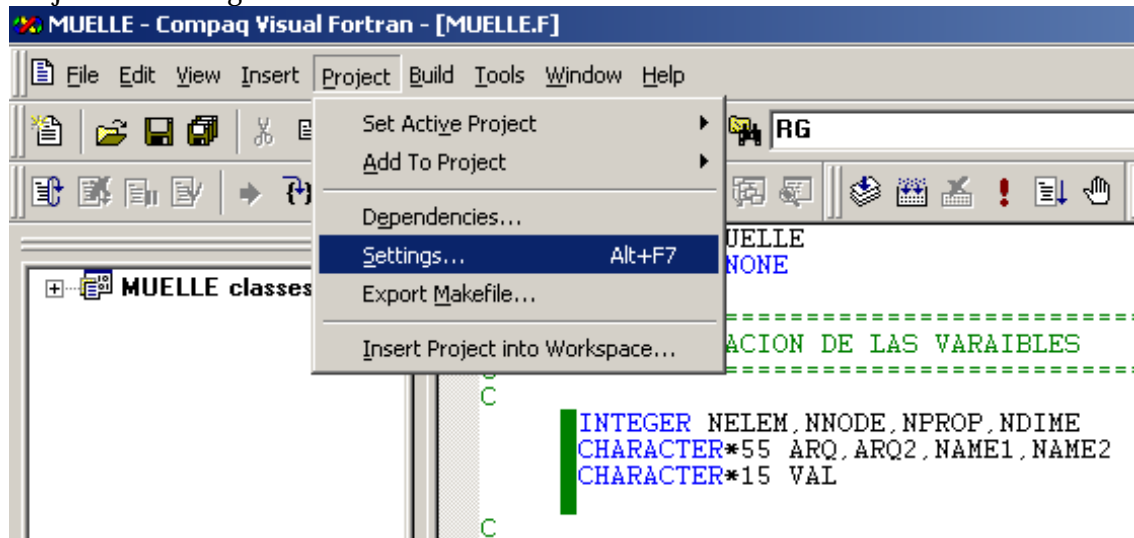 MUELLE - Compaq Visual Fortran - [MUELLE.F]
File Edit View Insert Project Build Tools Window Help
Set Active Project
RG
Add To Project
Dependencies...
UELLE
Settings... Alt+F7
NONE
MUELLE classes
Export Makefile...
==========================
Insert Project into Workspace...
ACION DE LAS VARAIBLES
==========================
C
INTEGER NELEM,NNODE,NPROP,NDIME
CHARACTER*55 ARQ,ARQ2,NAME1,NAME2
CHARACTER*15 VAL
C